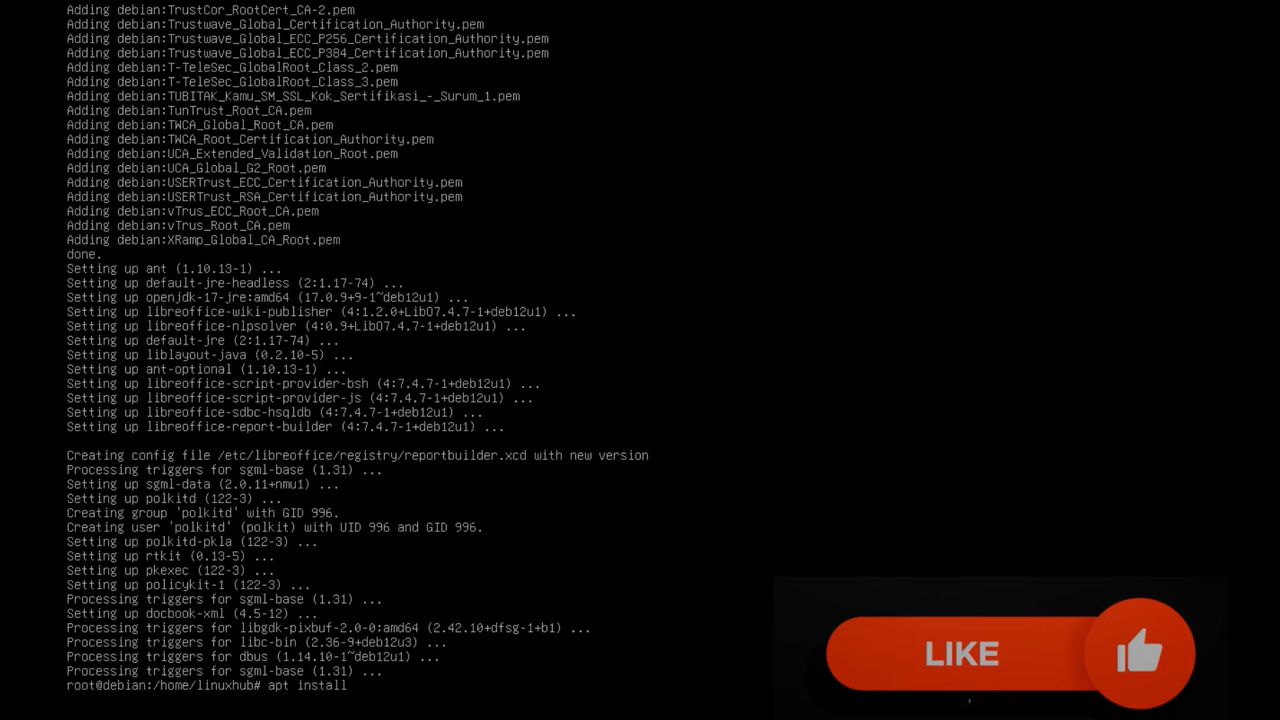 Adding debian:TrustCor_RootCert_CA-2.pem
Adding debian:Trustwave_Global_Certification_Authority.pem
Adding debian:Trustwave_Global_ECC_P256_Certification_Authority.pem
Adding debian:Trustwave_Global_ECC_P384_Certification_Authority.pem
Adding debian:T-TeleSec_GlobalRoot_Class_2.pem
Adding debian:T-TeleSec_GlobalRoot_Class_3.pem
Adding debian:TUBITAK_Kamu_SM_SSL_Kok_Sertifikasi_-_Surum_1.pem
Adding debian:TunTrust_Root_CA.pem
Adding debian:TWCA_Global_Root_CA.pem
Adding debian:TWCA_Root_Certification_Authority.pem
Adding debian:UCA_Extended_Validation_Root.pem
Adding debian:UCA_Global_G2_Root.pem
Adding debian:USERTrust_ECC_Certification_Authority.pem
Adding debian:USERTrust_RSA_Certification_Authority.pem
Adding debian:vTrus_ECC_Root_CA.pem
Adding debian:vTrus_Root_CA.pem
Adding debian:XRamp_Global_CA_Root.pem
done.
Setting up ant (1.10.13-1) ...
Setting up default-jre-headless (2:1.17-74) ...
Setting up openjdk-17-jre:amd64 (17.0.9+9-1~deb12u1) ...
Setting up libreoffice-wiki-publisher (4:1.2.0+LibO7.4.7-1+deb12u1) ...
Setting up libreoffice-nlpsolver (4:0.9+LibO7.4.7-1+deb12u1) ...
Setting up default-jre (2:1.17-74) ...
Setting up liblayout-java (0.2.10-5) ...
Setting up ant-optional (1.10.13-1) ...
Setting up libreoffice-script-provider-bsh (4:7.4.7-1+deb12u1) ...
Setting up libreoffice-script-provider-js (4:7.4.7-1+deb12u1) ...
Setting up libreoffice-sdbc-hsqldb (4:7.4.7-1+deb12u1) ...
Setting up libreoffice-report-builder (4:7.4.7-1+deb12u1) ...
Creating config file /etc/libreoffice/registry/reportbuilder.xcd with new version
Processing triggers for sgml-base (1.31) ...
Setting up sgml-data (2.0.11+nmu1) ...
Setting up polkitd (122-3) ...
Creating group 'polkitd' with GID 996.
Creating user 'polkitd' (polkit) with UID 996 and GID 996.
Setting up polkitd-pkla (122-3) ...
Setting up rtkit (0.13-5) ...
Setting up pkexec (122-3) ...
Setting up policykit-1 (122-3) ...
Processing triggers for sgml-base (1.31) ...
Setting up docbook-xml (4.5-12) ...
Processing triggers for libgdk-pixbuf-2.0-0:amd64 (2.42.10+dfsg-1+b1) ...
Processing triggers for libc-bin (2.36-9+deb12u3) ...
Processing triggers for dbus (1.14.10-1~deb12u1) ...
Processing triggers for sgml-base (1.31) ...
root@debian:/home/linuxhub# apt install
LIKE